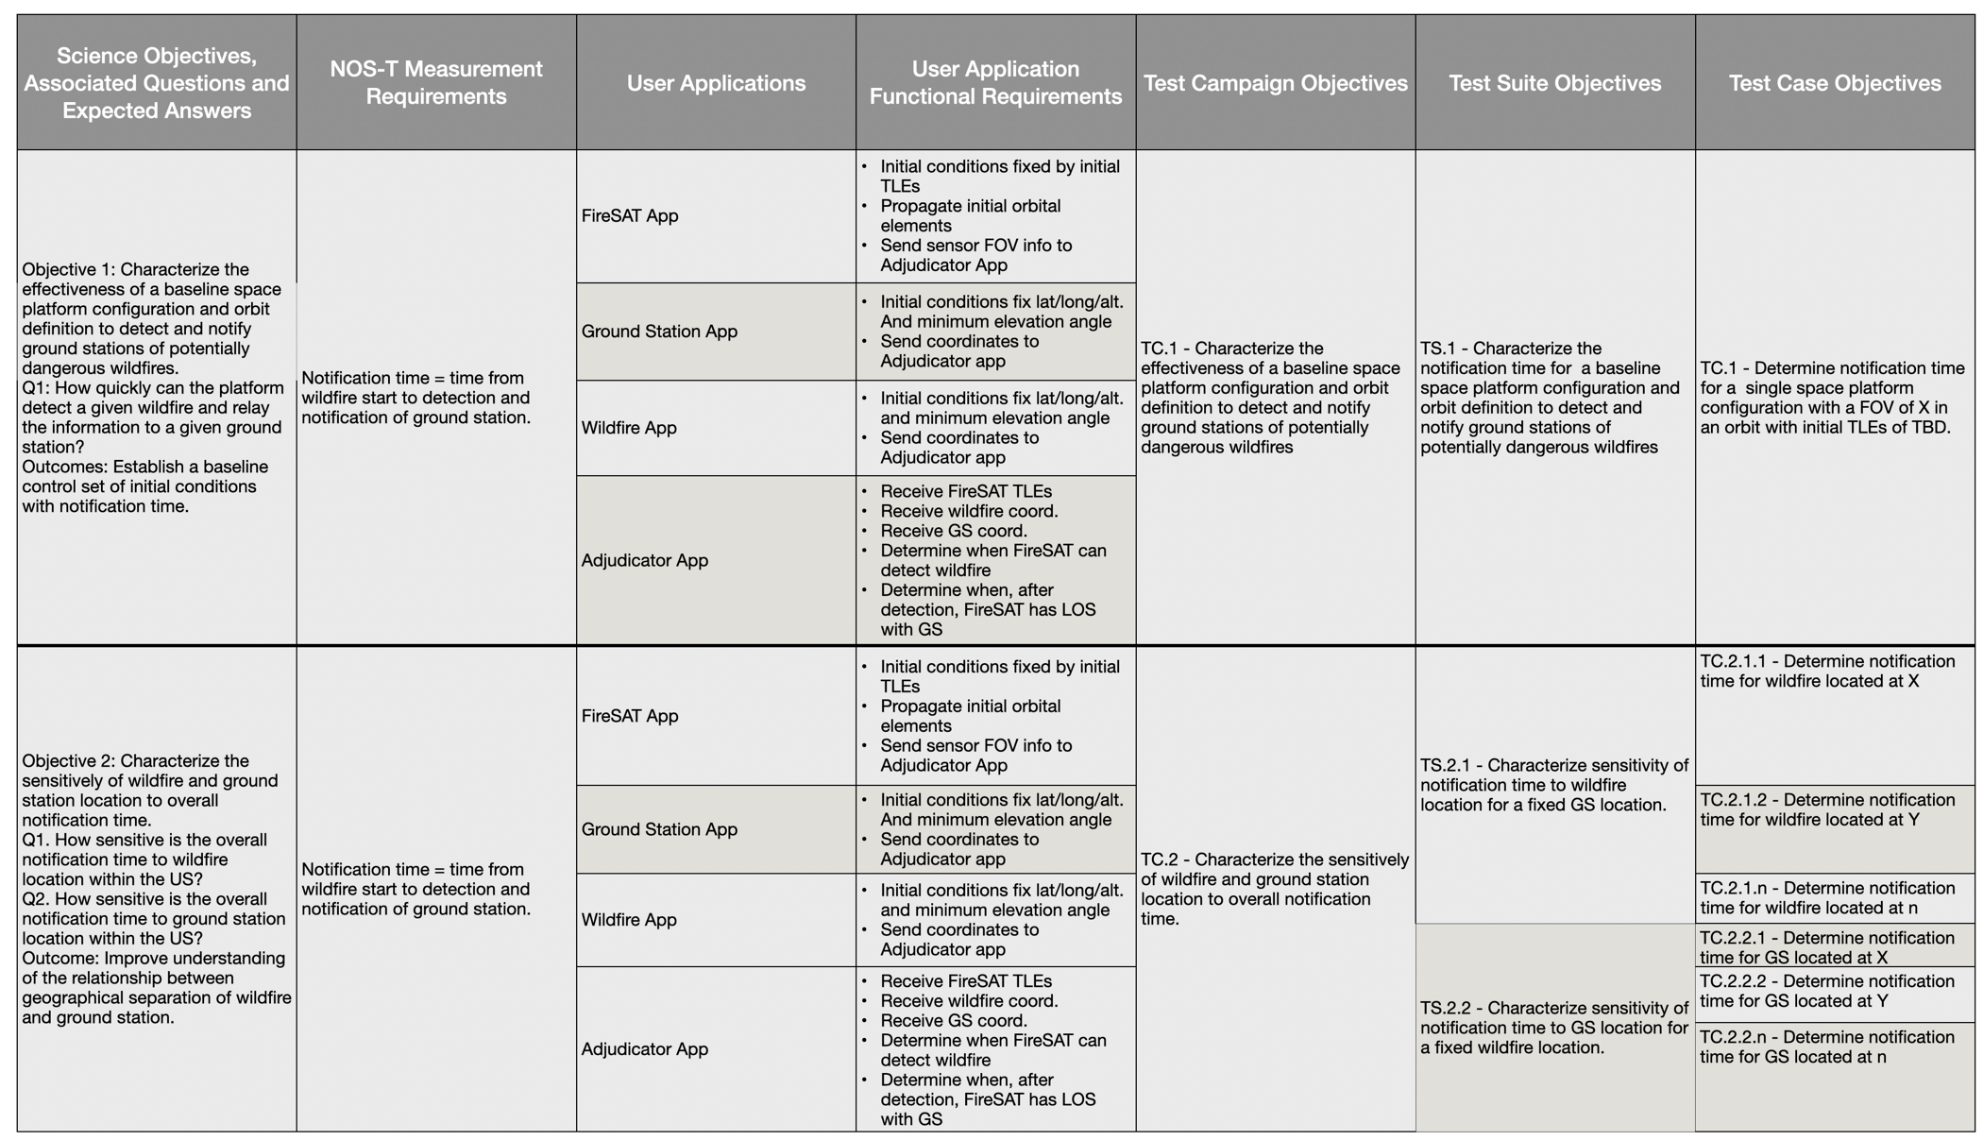 Science Objectives,
Associated Questions and
Expected Answers
NOS-T Measurement
Requirements
User Applications
User Application
Functional Requirements
Test Campaign Objectives
Test Suite Objectives
Test Case Objectives
Objective 1: Characterize the
effectiveness of a baseline space
platform configuration and orbit
definition to detect and notify
ground stations of potentially
dangerous wildfires.
Q1: How quickly can the platform
detect a given wildfire and relay
the information to a given ground
station?
Outcomes: Establish a baseline
control set of initial conditions
with notification time.
Notification time = time from
wildfire start to detection and
notification of ground station.
FireSAT App
• Initial conditions fixed by initial
TLEs
• Propagate initial orbital
elements
• Send sensor FOV info to
Adjudicator App
Ground Station App
• Initial conditions fix lat/long/alt.
And minimum elevation angle
• Send coordinates to
Adjudicator app
Wildfire App
• Initial conditions fix lat/long/alt.
and minimum elevation angle
• Send coordinates to
Adjudicator app
Adjudicator App
• Receive FireSAT TLEs
• Receive wildfire coord.
• Receive GS coord.
• Determine when FireSAT can
detect wildfire
• Determine when, after
detection, FireSAT has LOS
with GS
TC.1 - Characterize the
effectiveness of a baseline space
platform configuration and orbit
definition to detect and notify
ground stations of potentially
dangerous wildfires
TS.1 - Characterize the
notification time for a baseline
space platform configuration and
orbit definition to detect and
notify ground stations of
potentially dangerous wildfires
TC.1 - Determine notification time
for a single space platform
configuration with a FOV of X in
an orbit with initial TLEs of TBD.
Objective 2: Characterize the
sensitively of wildfire and ground
station location to overall
notification time.
Q1. How sensitive is the overall
notification time to wildfire
location within the US?
Q2. How sensitive is the overall
notification time to ground station
location within the US?
Outcome: Improve understanding
of the relationship between
geographical separation of wildfire
and ground station.
Notification time = time from
wildfire start to detection and
notification of ground station.
FireSAT App
• Initial conditions fixed by initial
TLEs
• Propagate initial orbital
elements
• Send sensor FOV info to
Adjudicator App
Ground Station App
• Initial conditions fix lat/long/alt.
And minimum elevation angle
• Send coordinates to
Adjudicator app
Wildfire App
• Initial conditions fix lat/long/alt.
and minimum elevation angle
• Send coordinates to
Adjudicator app
Adjudicator App
• Receive FireSAT TLEs
• Receive wildfire coord.
• Receive GS coord.
• Determine when FireSAT can
detect wildfire
• Determine when, after
detection, FireSAT has LOS
with GS
TC.2 - Characterize the sensitively
of wildfire and ground station
location to overall notification
time.
TS.2.1 - Characterize sensitivity of
notification time to wildfire
location for a fixed GS location.
TC.2.1.1 - Determine notification
time for wildfire located at X
TC.2.1.2 - Determine notification
time for wildfire located at Y
TC.2.1.n - Determine notification
time for wildfire located at n
TS.2.2 - Characterize sensitivity of
notification time to GS location for
a fixed wildfire location.
TC.2.2.1 - Determine notification
time for GS located at X
TC.2.2.2 - Determine notification
time for GS located at Y
TC.2.2.n - Determine notification
time for GS located at n